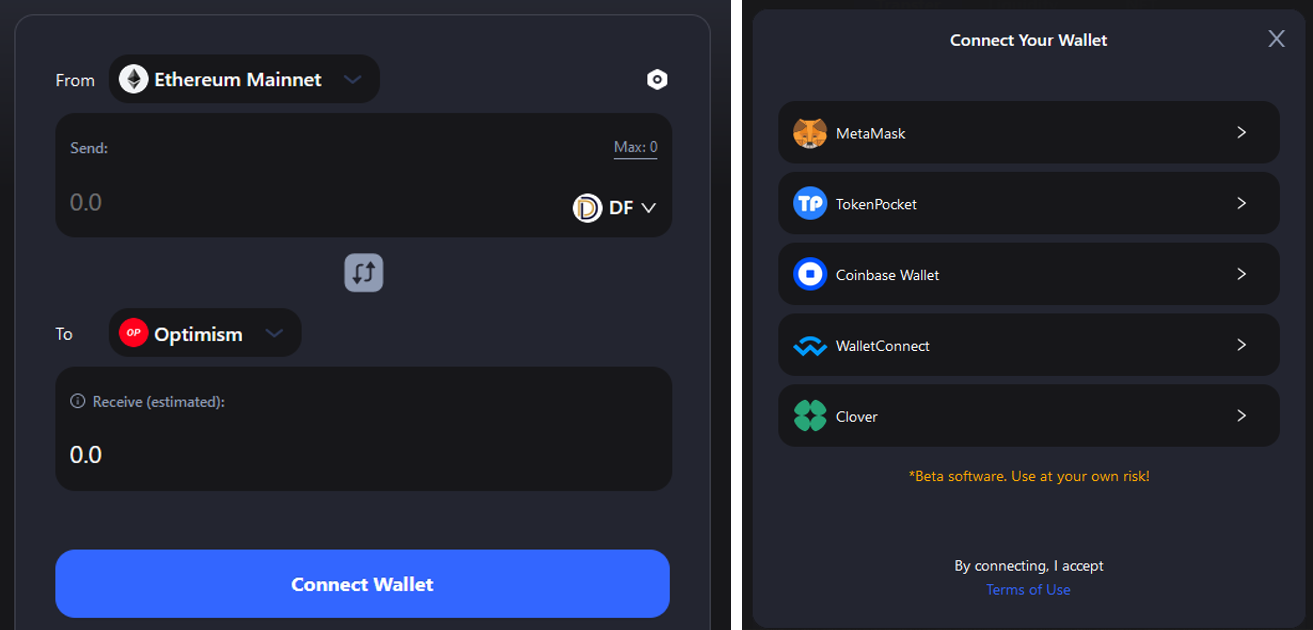 From
Ethereum Mainnet
Send:
Max: 0
0.0
DF
To
OP
Optimism
Receive (estimated):
0.0
Connect Wallet
Connect Your Wallet
MetaMask
TP
TokenPocket
Coinbase Wallet
WalletConnect
Clover
*Beta software. Use at your own risk!
By connecting, I accept
Terms of Use